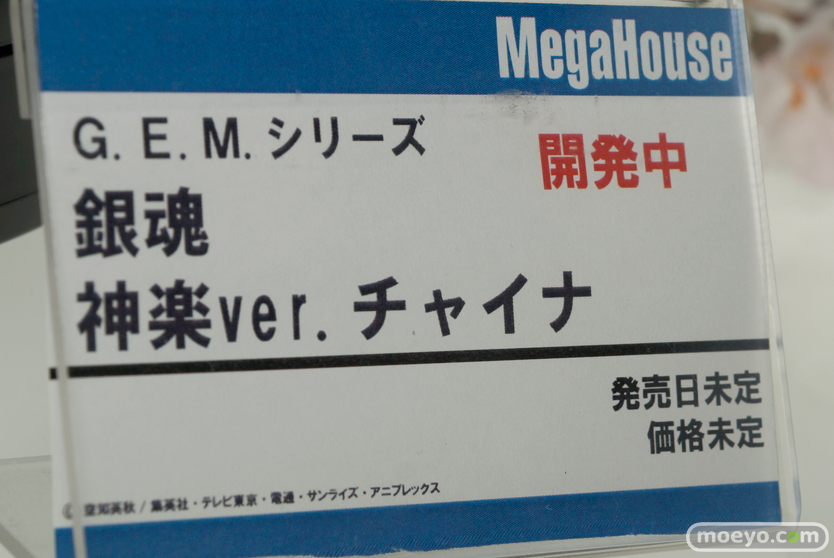 MegaHouse
G.E.M.シリーズ
開発中
銀魂
神楽ver.チャイナ
発売日未定
価格未定
© 空知英秋/集英社・テレビ東京・電通・サンライズ・アニプレックス
moeyo.com